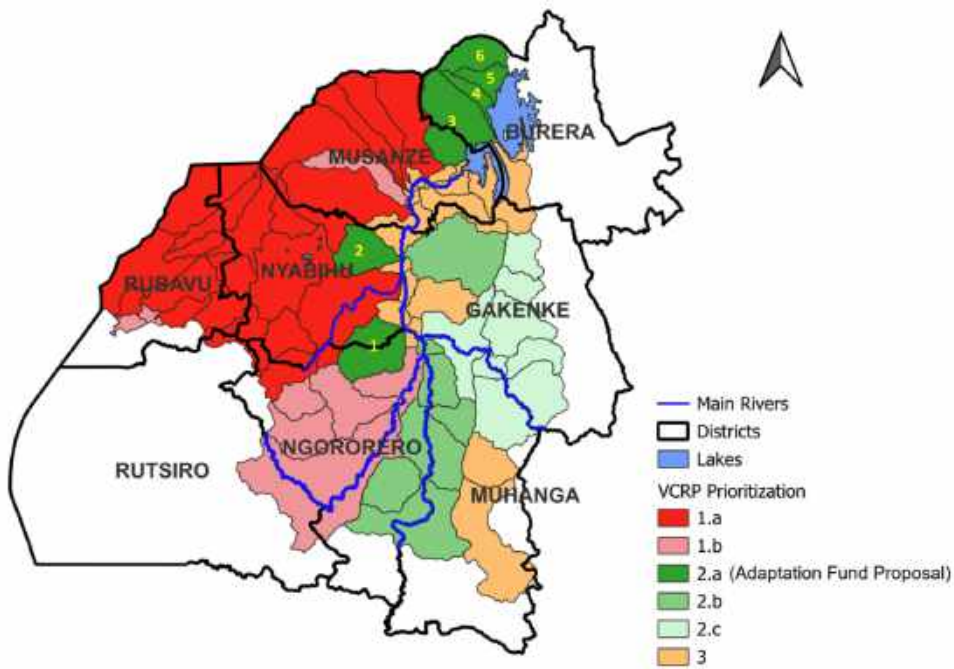 6
5
4
3
BURERA
MUSANZE
2
NYABIHU
RUBAVU
GAKENKE
1
NGORORERO
RUTSIRO
MUHANGA
Main Rivers
Districts
Lakes
VCRP Prioritization
1.a
1.b
2.a (Adaptation Fund Proposal)
2.b
2.c
3